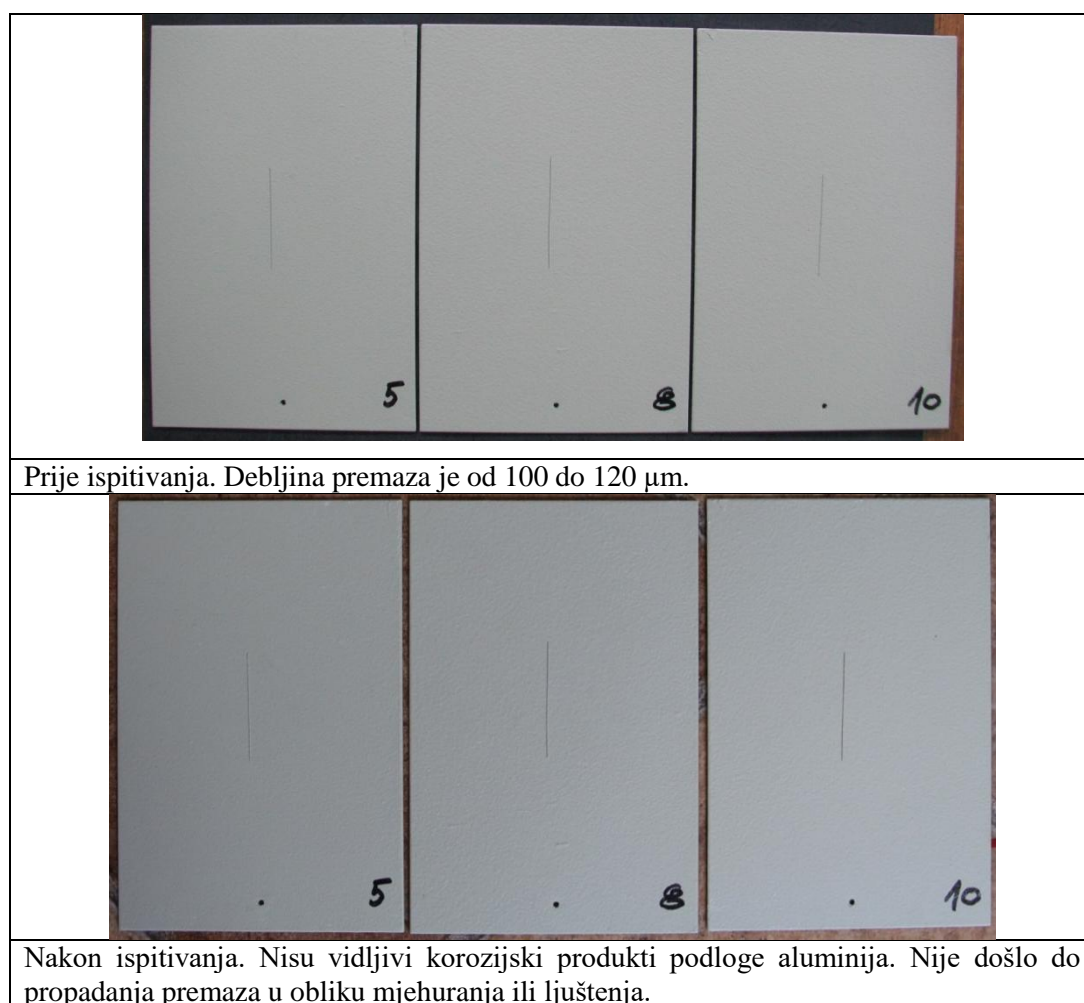 5 8 10
Prije ispitivanja. Debljina premaza je od 100 do 120 μm.
5 8 10
Nakon ispitivanja. Nisu vidljivi korozijski produkti podloge aluminija. Nije došlo do
propadanja premaza u obliku mjehuranja ili ljuštenja.